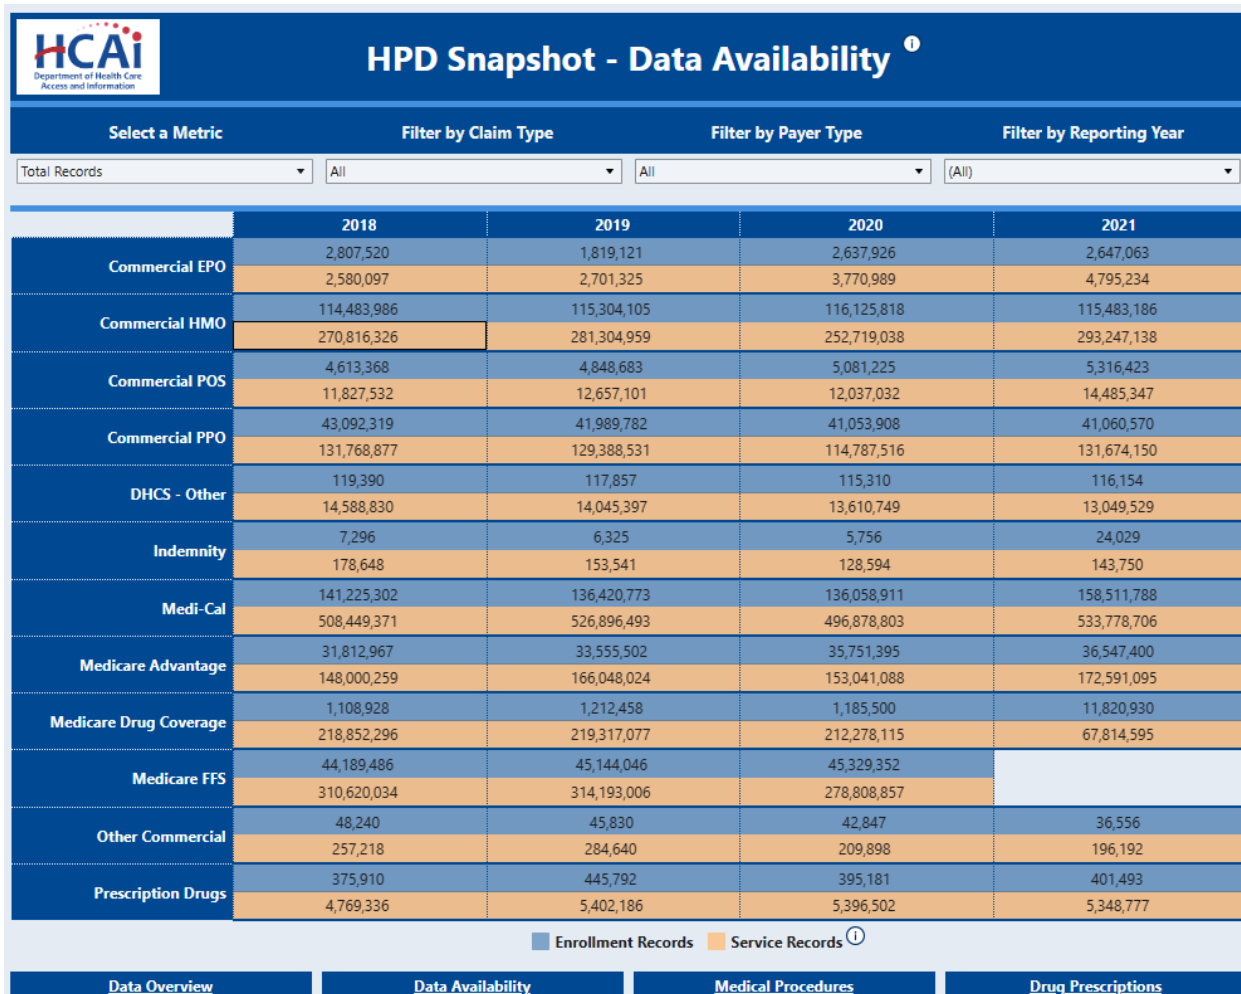 HCAi
Department of Health Care
Access and Information
HPD Snapshot - Data Availability i
Select a Metric Filter by Claim Type Filter by Payer Type Filter by Reporting Year
Total Records All All (All)
2018 2019 2020 2021
Commercial EPO
2,807,520 1,819,121 2,637,926 2,647,063
2,580,097 2,701,325 3,770,989 4,795,234
Commercial HMO
114,483,986 115,304,105 116,125,818 115,483,186
270,816,326 281,304,959 252,719,038 293,247,138
Commercial POS
4,613,368 4,848,683 5,081,225 5,316,423
11,827,532 12,657,101 12,037,032 14,485,347
Commercial PPO
43,092,319 41,989,782 41,053,908 41,060,570
131,768,877 129,388,531 114,787,516 131,674,150
DHCS - Other
119,390 117,857 115,310 116,154
14,588,830 14,045,397 13,610,749 13,049,529
Indemnity
7,296 6,325 5,756 24,029
178,648 153,541 128,594 143,750
Medi-Cal
141,225,302 136,420,773 136,058,911 158,511,788
508,449,371 526,896,493 496,878,803 533,778,706
Medicare Advantage
31,812,967 33,555,502 35,751,395 36,547,400
148,000,259 166,048,024 153,041,088 172,591,095
Medicare Drug Coverage
1,108,928 1,212,458 1,185,500 11,820,930
218,852,296 219,317,077 212,278,115 67,814,595
Medicare FFS
44,189,486 45,144,046 45,329,352
310,620,034 314,193,006 278,808,857
Other Commercial
48,240 45,830 42,847 36,556
257,218 284,640 209,898 196,192
Prescription Drugs
375,910 445,792 395,181 401,493
4,769,336 5,402,186 5,396,502 5,348,777
Enrollment Records Service Records i
Data Overview Data Availability Medical Procedures Drug Prescriptions